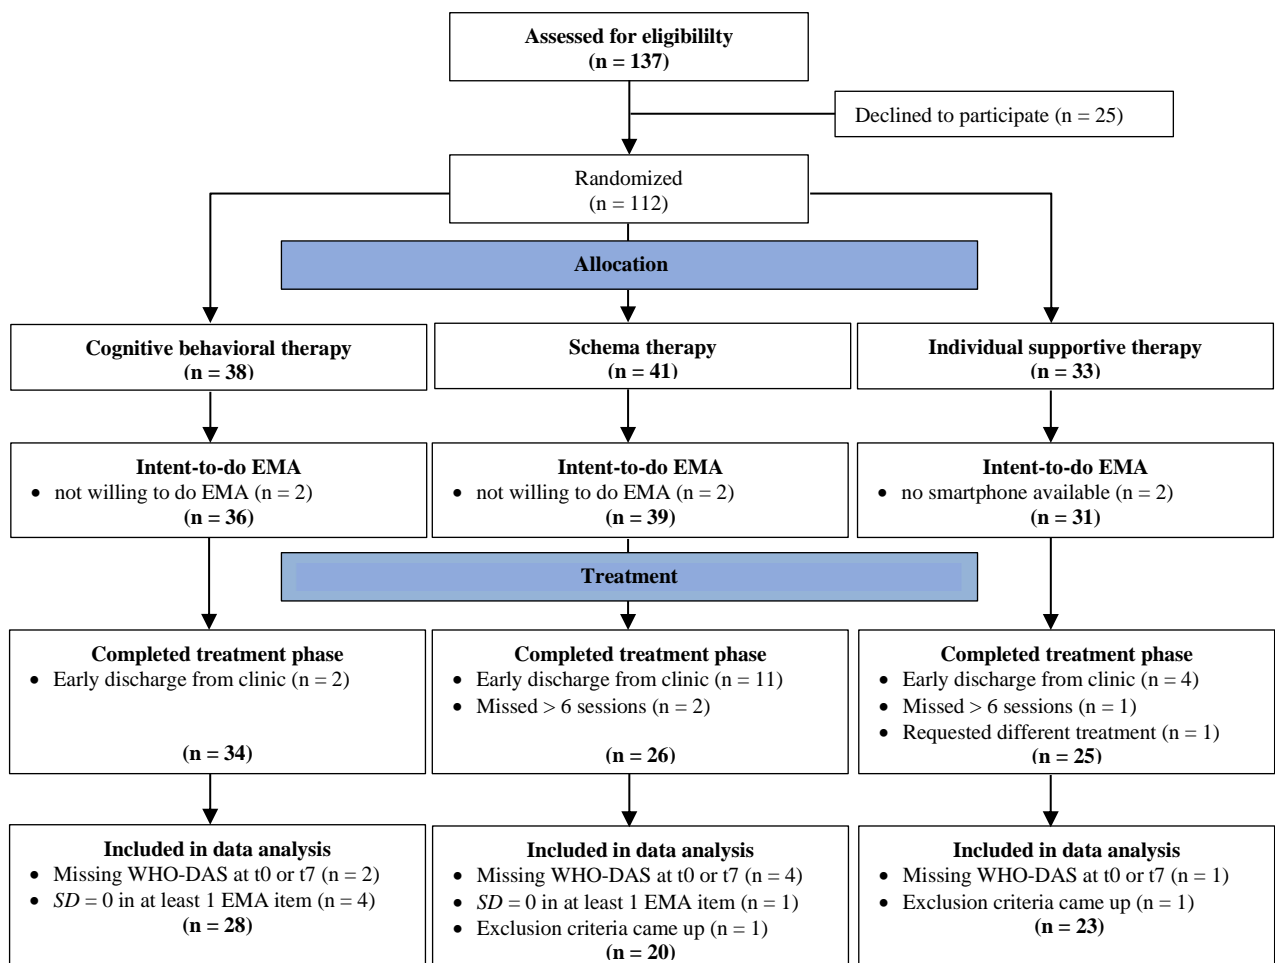 Assessed for eligibililty
(n = 137)
Declined to participate (n = 25)
Randomized
(n = 112)
Allocation
Cognitive behavioral therapy
(n = 38)
Schema therapy
(n = 41)
Individual supportive therapy
(n = 33)
Intent-to-do EMA
• not willing to do EMA (n = 2)
(n = 36)
Intent-to-do EMA
• not willing to do EMA (n = 2)
(n = 39)
Intent-to-do EMA
• no smartphone available (n = 2)
(n = 31)
Treatment
Completed treatment phase
• Early discharge from clinic (n = 2)
(n = 34)
Completed treatment phase
• Early discharge from clinic (n = 11)
• Missed > 6 sessions (n = 2)
(n = 26)
Completed treatment phase
• Early discharge from clinic (n = 4)
• Missed > 6 sessions (n = 1)
• Requested different treatment (n = 1)
(n = 25)
Included in data analysis
• Missing WHO-DAS at t0 or t7 (n = 2)
• SD = 0 in at least 1 EMA item (n = 4)
(n = 28)
Included in data analysis
• Missing WHO-DAS at t0 or t7 (n = 4)
• SD = 0 in at least 1 EMA item (n = 1)
• Exclusion criteria came up (n = 1)
(n = 20)
Included in data analysis
• Missing WHO-DAS at t0 or t7 (n = 1)
• Exclusion criteria came up (n = 1)
(n = 23)